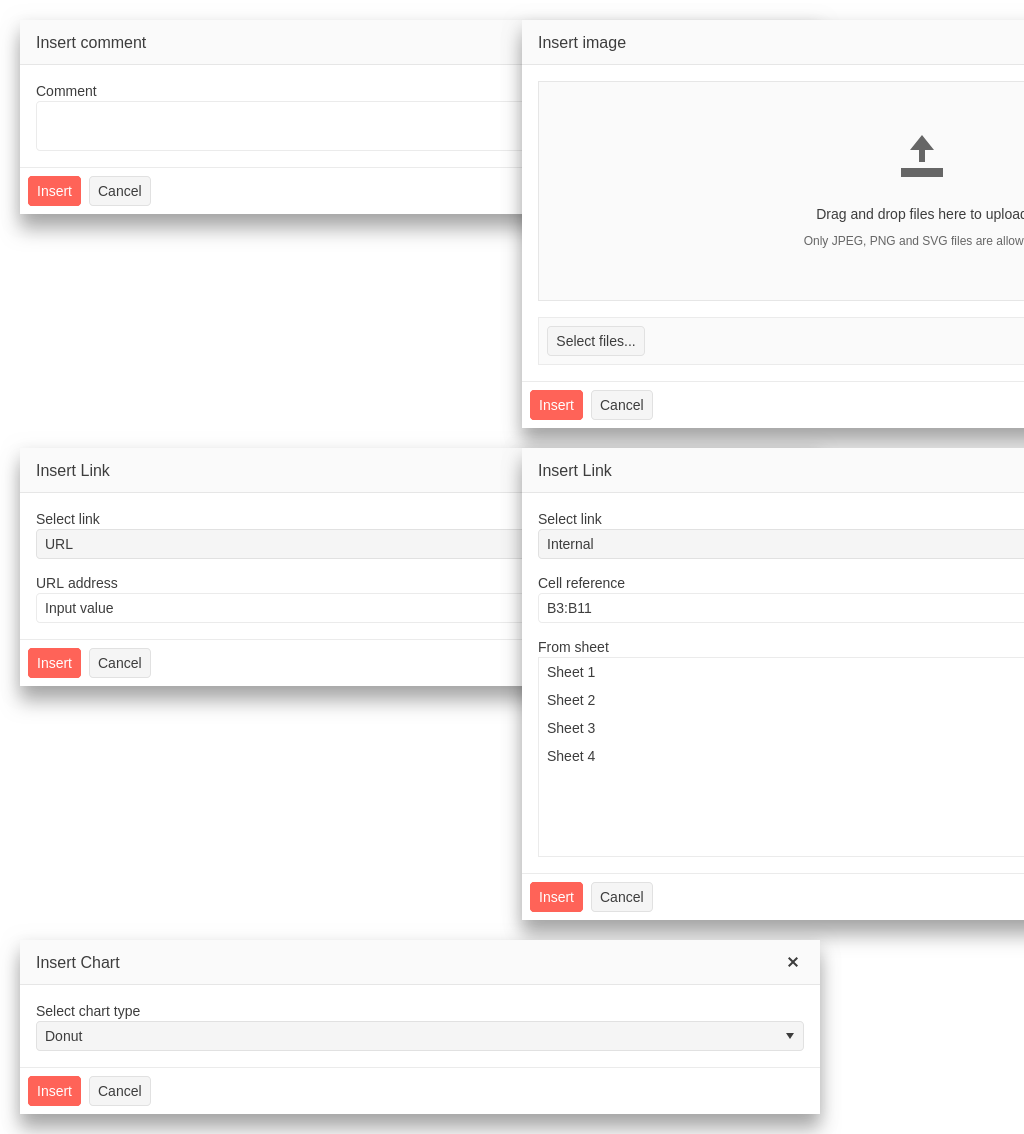 Insert comment
Comment
Insert
Cancel
Insert image
Drag and drop files here to upload
Only JPEG, PNG and SVG files are
Select files...
Insert
Cancel
Insert Link
Select link
URL
URL address
Input value
Insert
Cancel
Insert Link
Select link
Internal
Cell reference
B3:B11
From sheet
Sheet 1
Sheet 2
Sheet 3
Sheet 4
Insert
Cancel
Insert Chart
Select chart type
Donut
Insert
Cancel